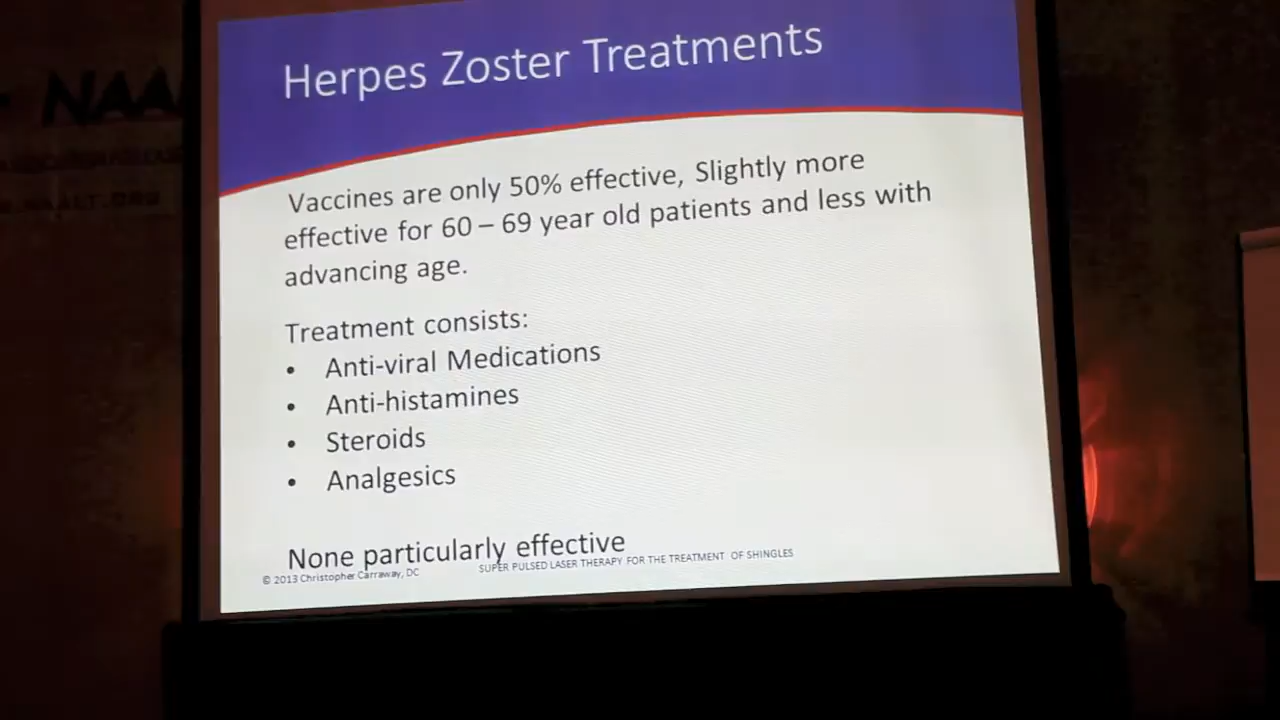 Herpes Zoster Treatments
Vaccines are only 50% effective, Slightly more
effective for 60 – 69 year old patients and less with
advancing age.
Treatment consists:
• Anti-viral Medications
• Anti-histamines
• Steroids
• Analgesics
None particularly effective
© 2013 Christopher Carraway, DC
SUPER PULSED LASER THERAPY FOR THE TREATMENT OF SHINGLES
NAAL